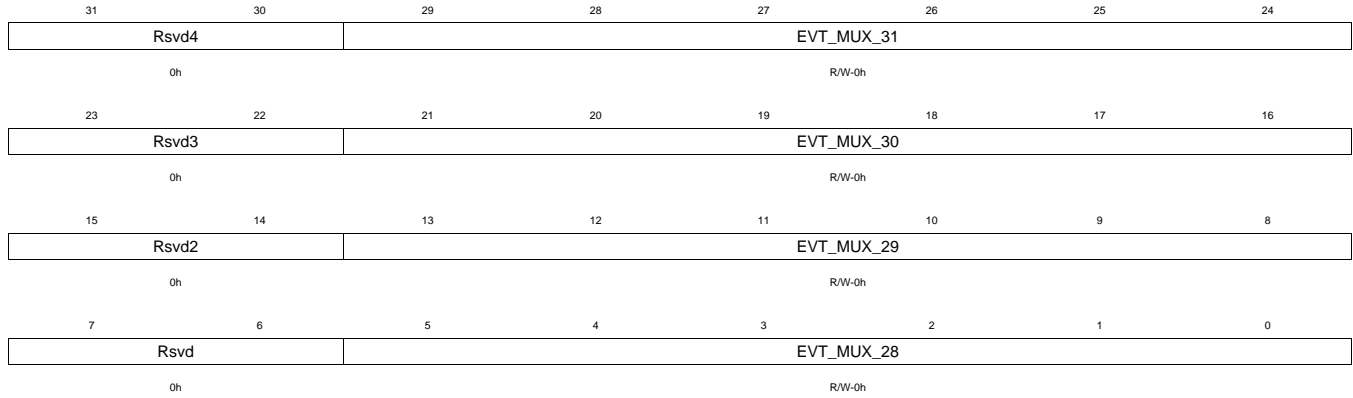 31 30 29 28 27 26 25 24
Rsvd4 EVT_MUX_31
0h R/W-0h
23 22 21 20 19 18 17 16
Rsvd3 EVT_MUX_30
0h R/W-0h
15 14 13 12 11 10 9 8
Rsvd2 EVT_MUX_29
0h R/W-0h
7 6 5 4 3 2 1 0
Rsvd EVT_MUX_28
0h R/W-0h